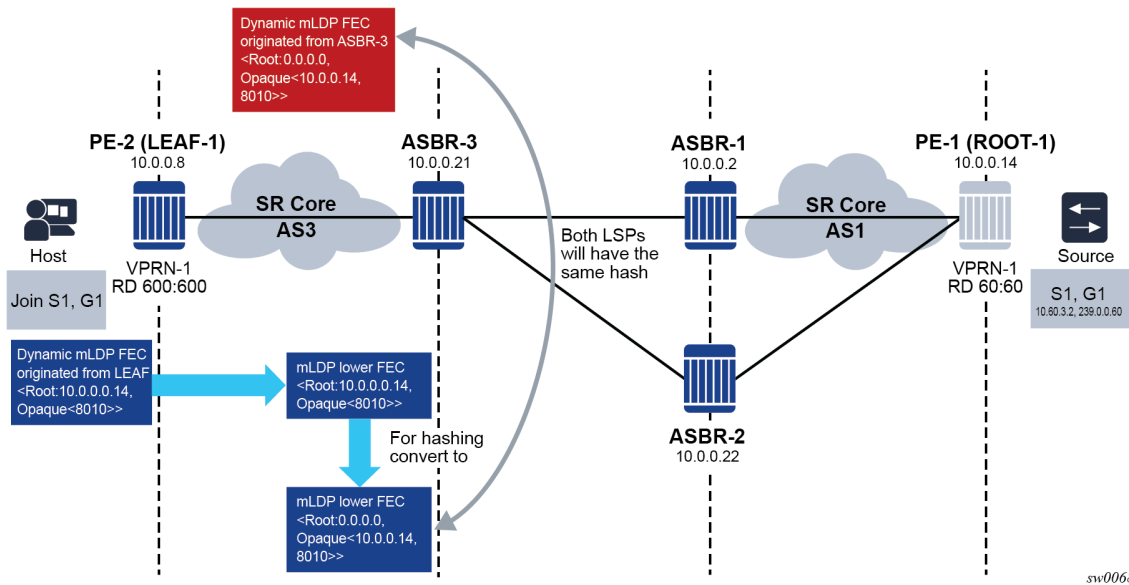 Dynamic mLDP FEC
originated from ASBR-3
<Root:0.0.0.0,
Opaque<10.0.0.14,
8010>>
PE-2 (LEAF-1)
10.0.0.8
ASBR-3
10.0.0.21
ASBR-1
10.0.0.2
PE-1 (ROOT-1)
10.0.0.14
SR Core
AS3
SR Core
AS1
Host
VPRN-1
RD 600:600
Both LSPs
will have the
same hash
VPRN-1
RD 60:60
Source
Join S1, G1
S1, G1
10.60.3.2, 239.0.0.60
Dynamic mLDP FEC
originated from LEAF
<Root:10.0.0.0.14,
Opaque<8010>>
mLDP lower FEC
<Root:10.0.0.0.14,
Opaque<8010>>
For hashing
convert to
ASBR-2
10.0.0.22
mLDP lower FEC
<Root:0.0.0.0,
Opaque<10.0.0.14,
8010>>